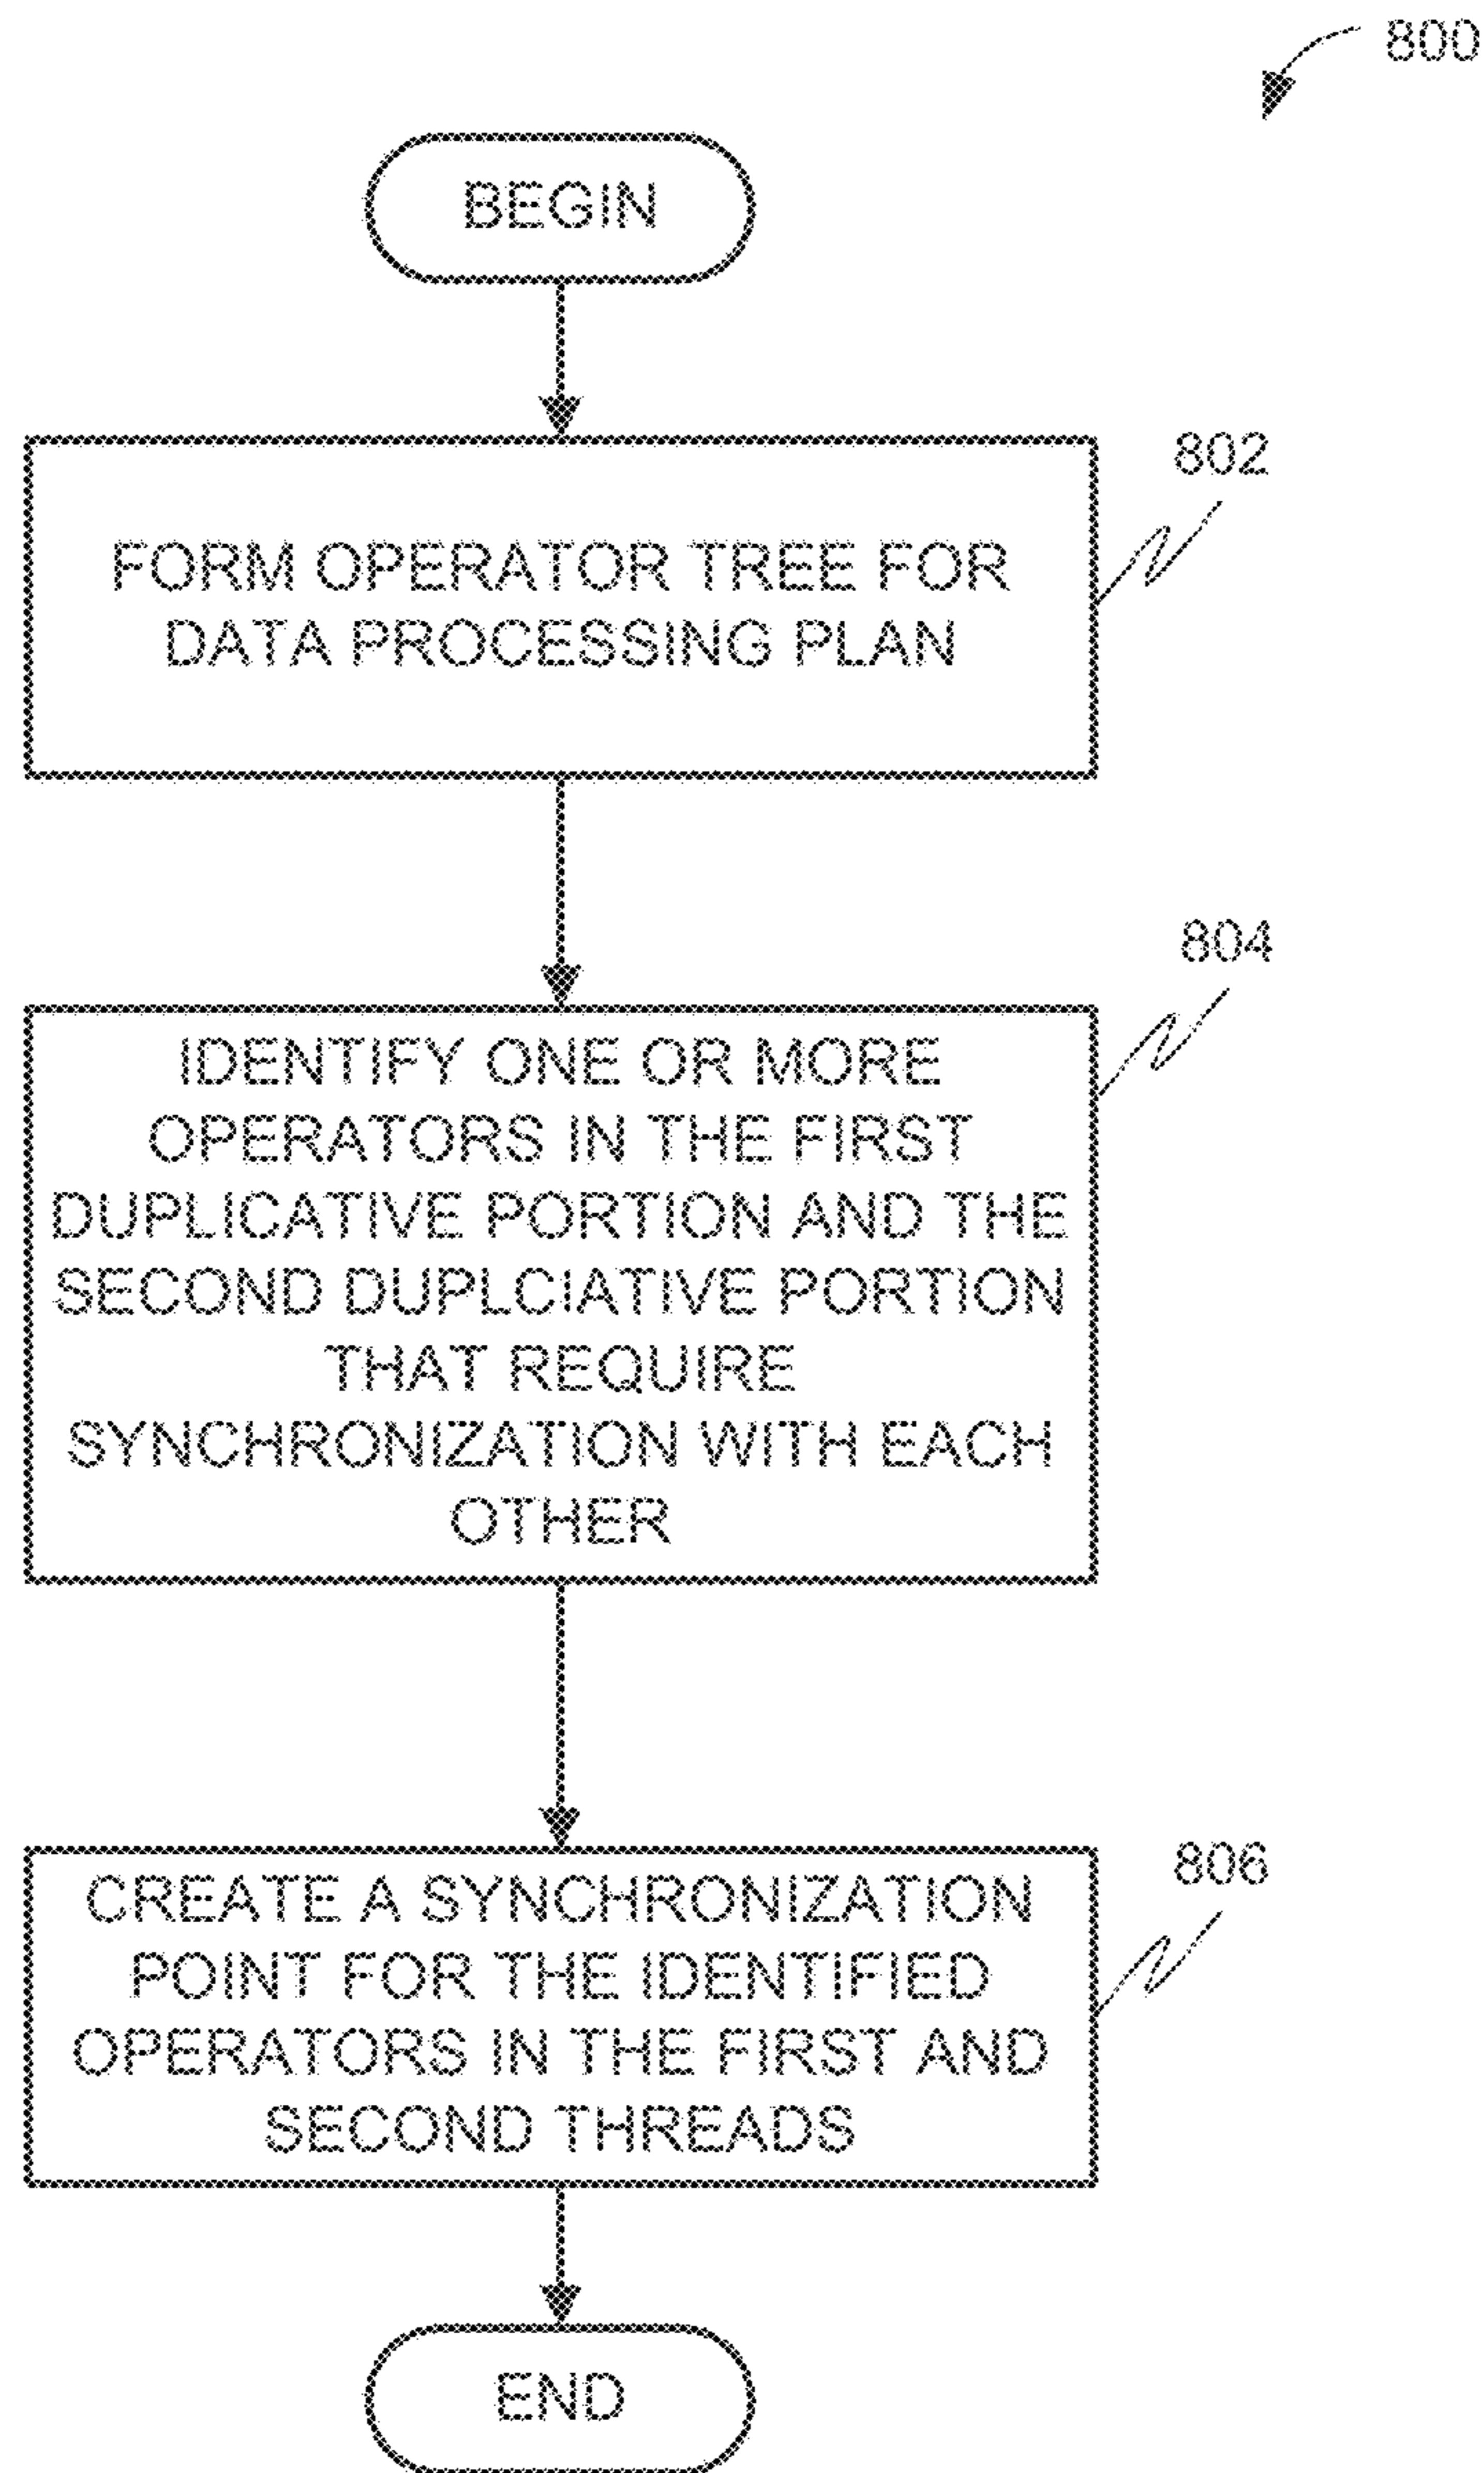 800
BEGIN
802
FORM OPERATOR TREE FOR
DATA PROCESSING PLAN
804
IDENTIFY ONE OR MORE
OPERATORS IN THE FIRST
DUPLICATIVE PORTION AND THE
SECOND DUPLCIATIVE PORTION
THAT REQUIRE
SYNCHRONIZATION WITH EACH
OTHER
806
CREATE A SYNCHRONIZATION
POINT FOR THE IDENTIFIED
OPERATORS IN THE FIRST AND
SECOND THREADS
END